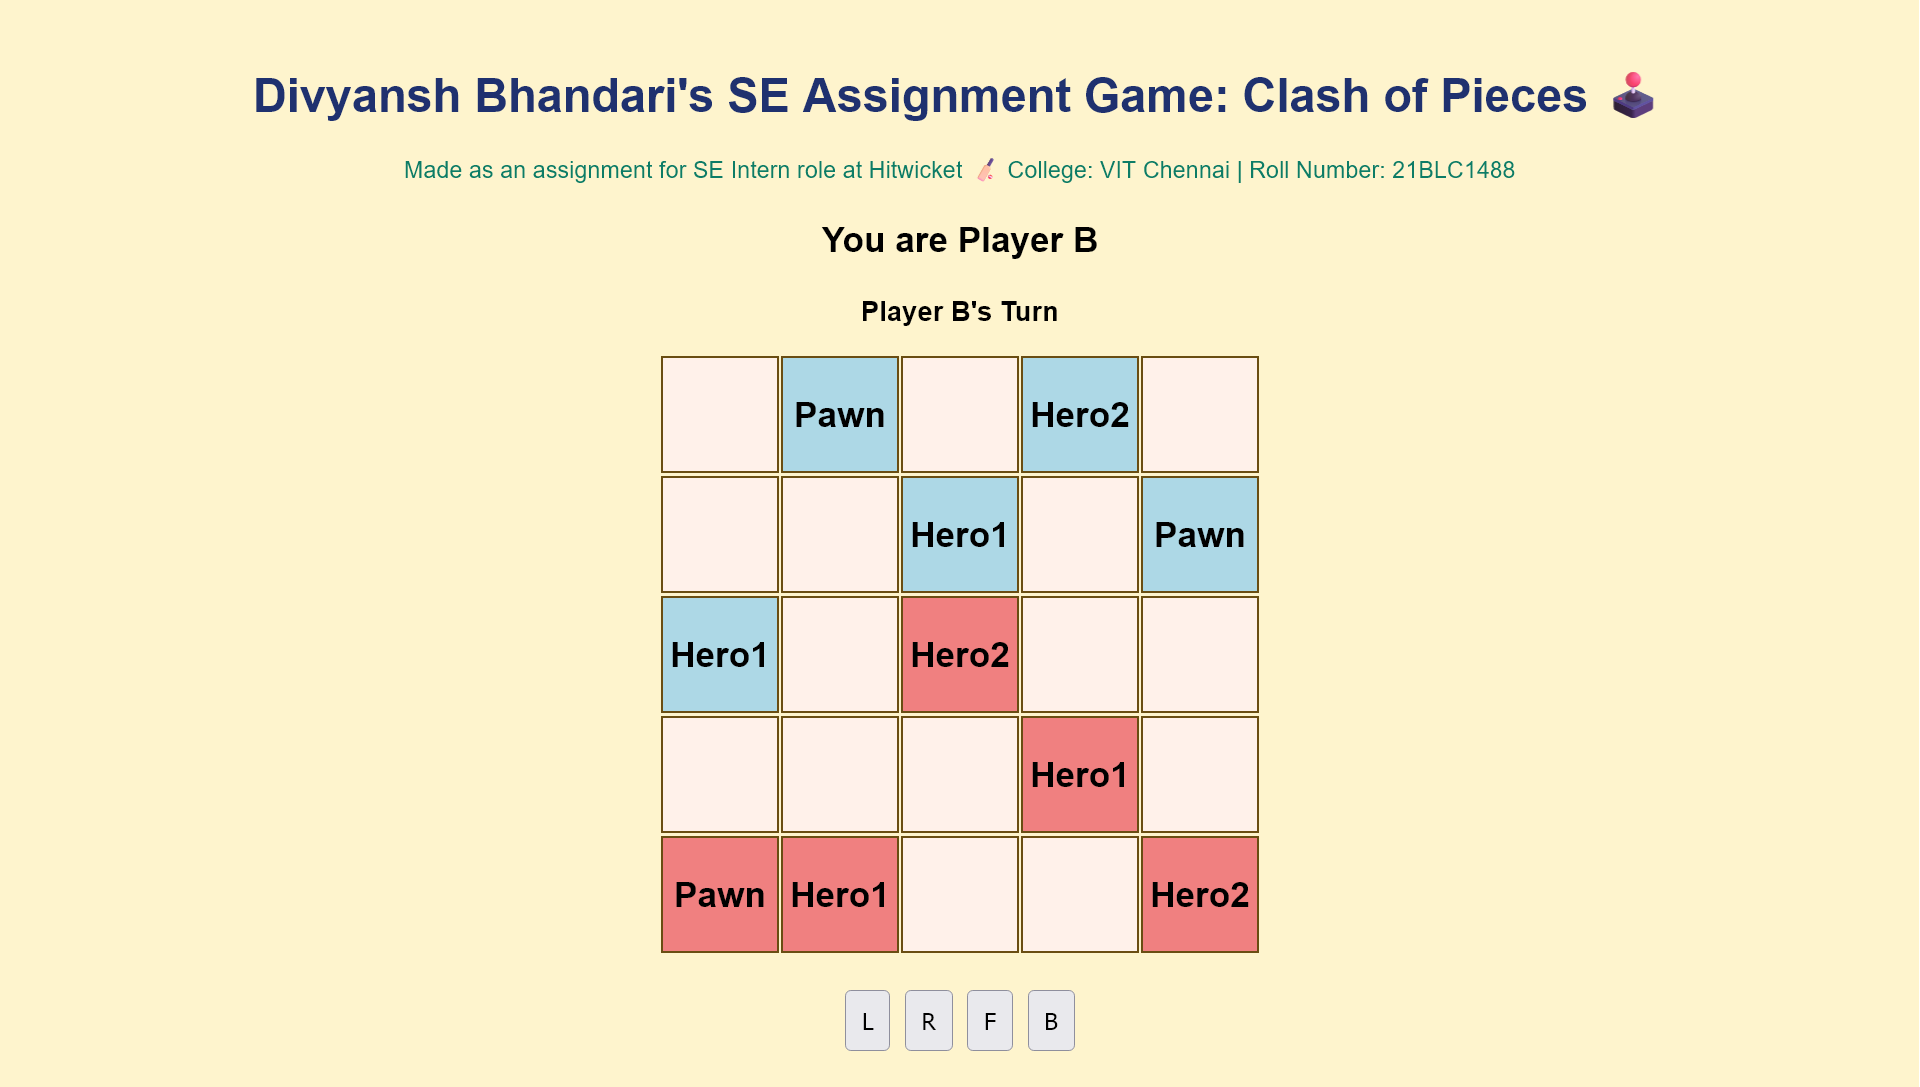 Divyansh Bhandari's SE Assignment Game: Clash of Pieces 🕹️
Made as an assignment for SE Intern role at Hitwicket 🏏 College: VIT Chennai | Roll Number: 21BLC1488
You are Player B
Player B's Turn
Pawn Hero2
Hero1 Pawn
Hero1 Hero2
Hero1
Pawn Hero1 Hero2
L R F B